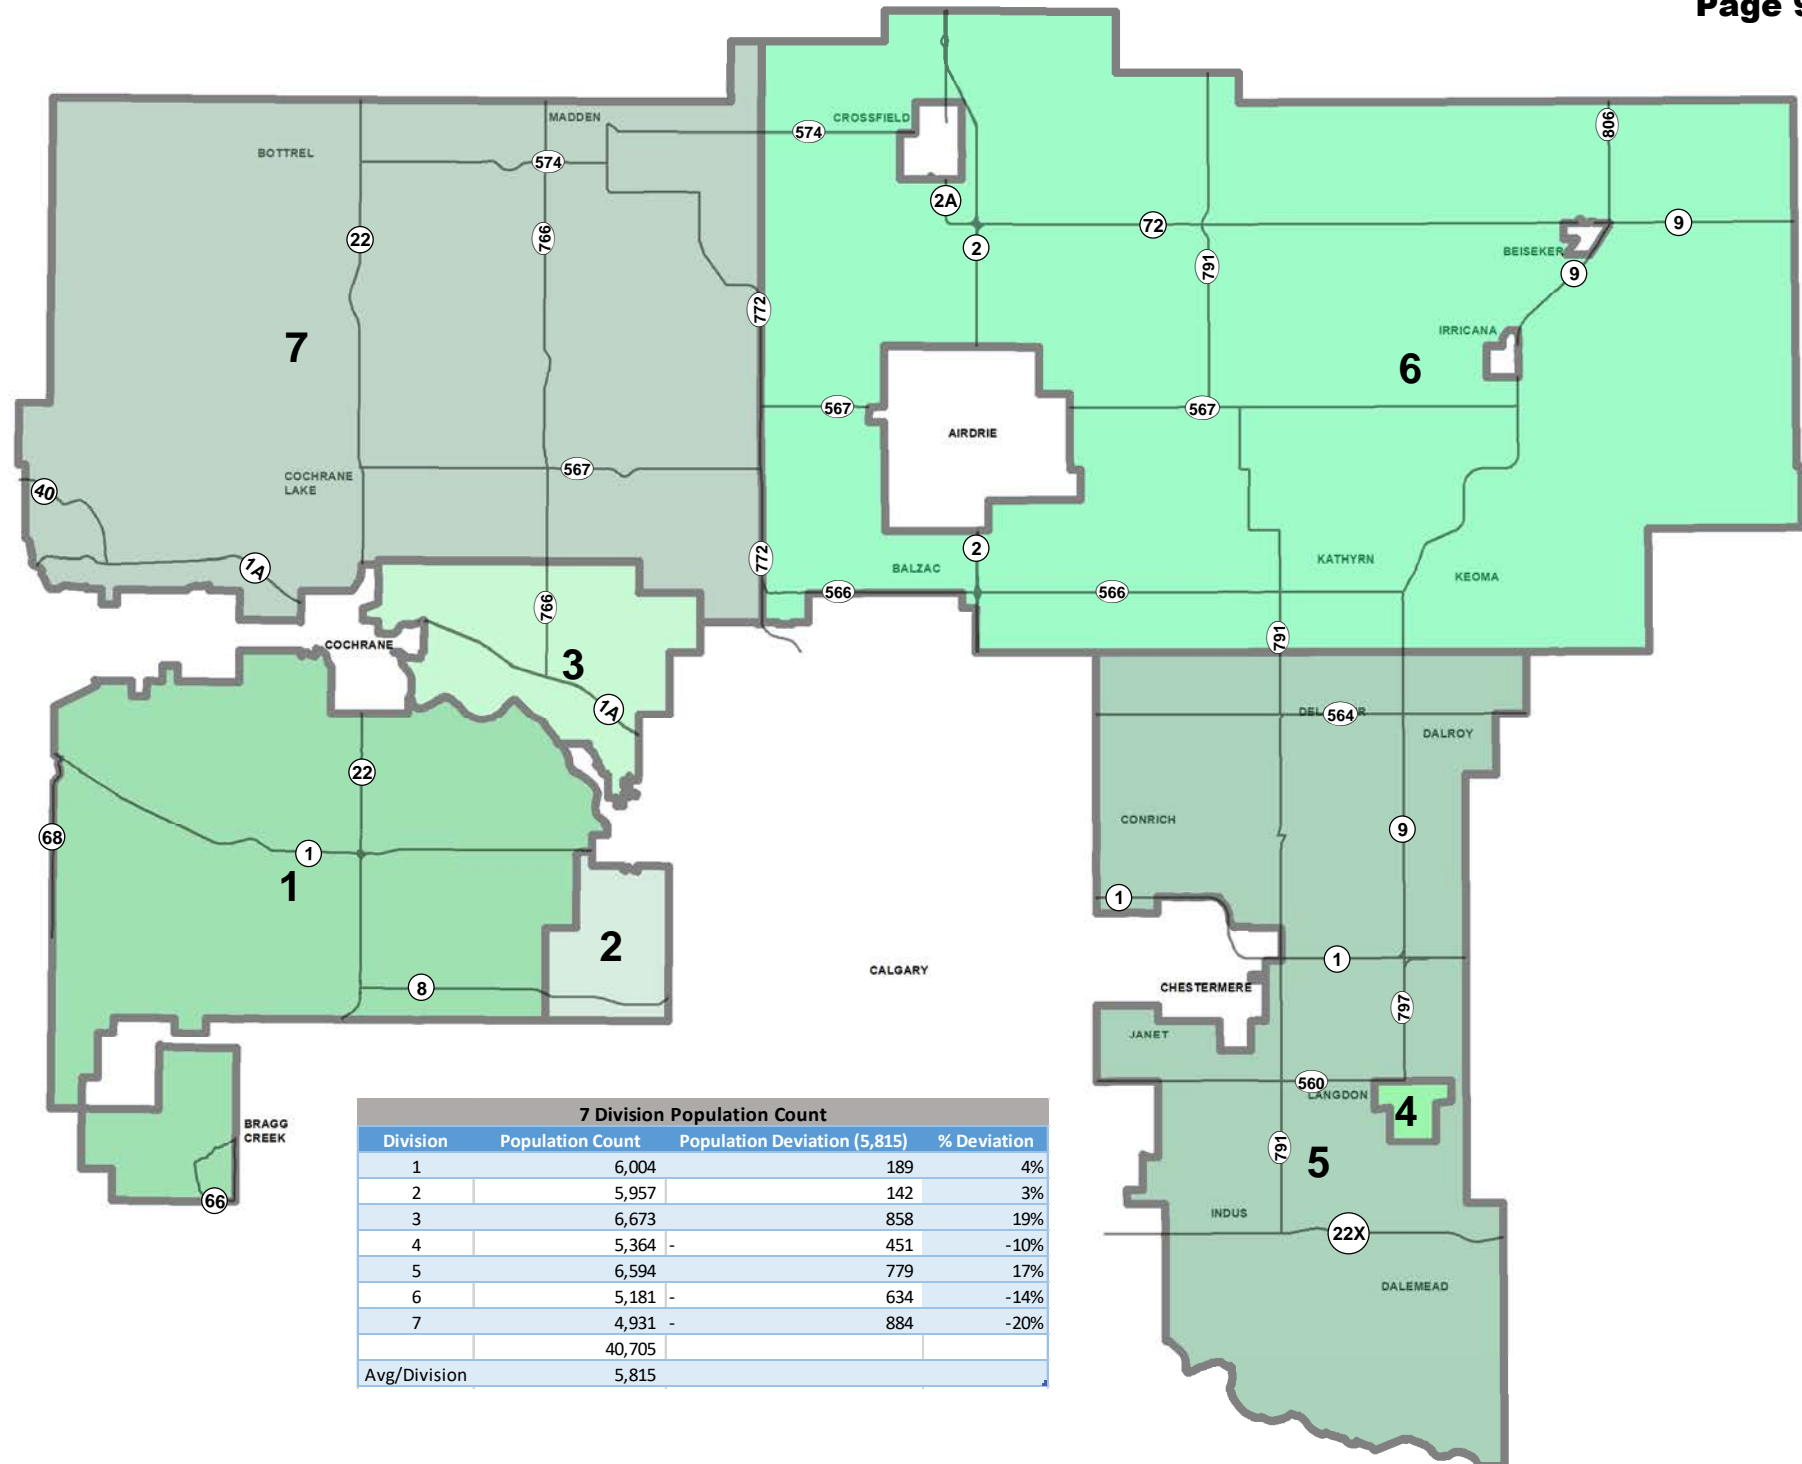 Page 9
MADDEN
CROSSFIELD
574
806
BOTTREL
574
2A
22
766
2
72
9
791
BEISEKER
9
772
IRRICANA
7
6
567
567
AIRDRIE
567
COCHRANE
LAKE
40
2
772
1A
BALZAC
KATHYRN
KEOMA
566
566
766
791
COCHRANE
3
1A
564
DALROY
22
68
CONRICH
9
1
1
1
2
CALGARY
1
8
CHESTERMERE
797
JANET
560
LANGDON
4
BRAGG
CREEK
791
5
66
INDUS
22X
DALEMEAD
7 Division Population Count
Division Population Count Population Deviation (5,815) % Deviation
1 6,004 189 4%
2 5,957 142 3%
3 6,673 858 19%
4 5,364 - 451 -10%
5 6,594 779 17%
6 5,181 - 634 -14%
7 4,931 - 884 -20%
40,705
Avg/Division 5,815